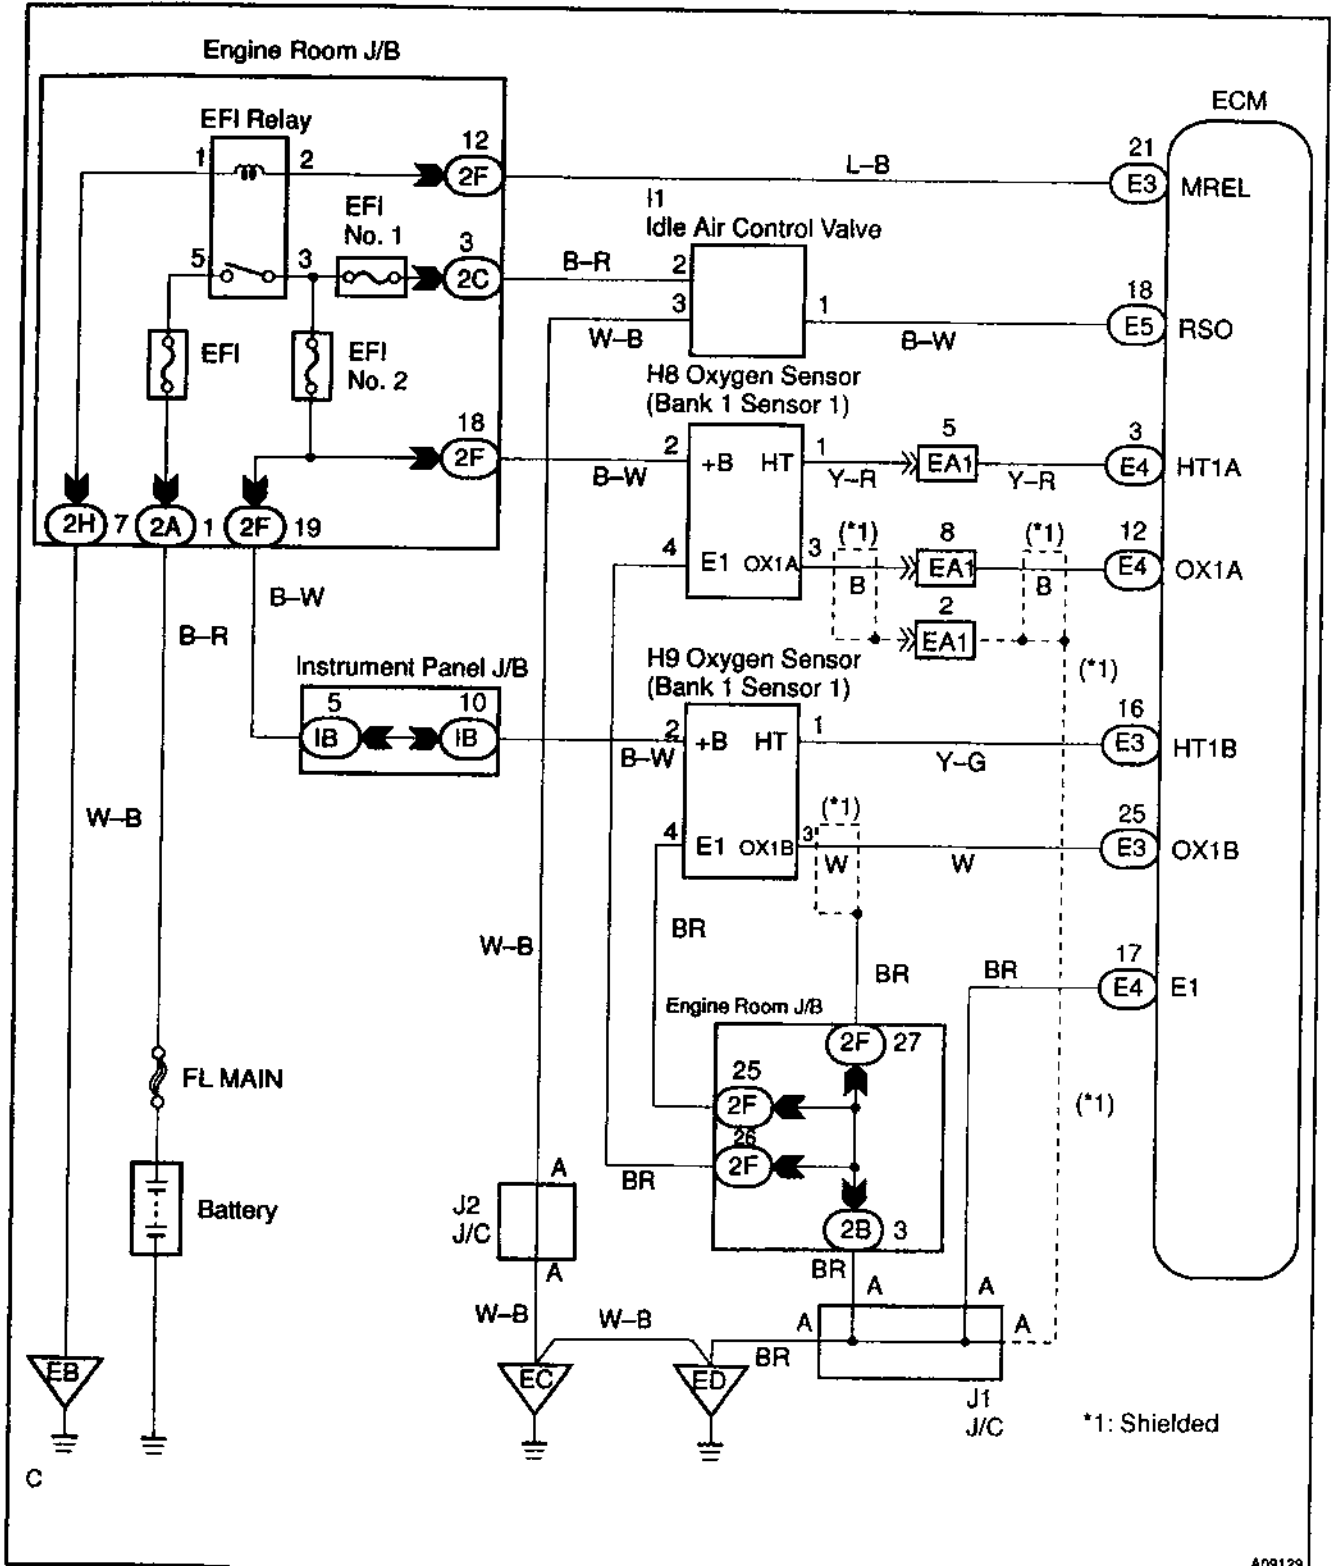 Engine Room J/B
ECM
EFI Relay
1
2
12
2F
L–B
21
E3
MREL
EFI
No. 1
I1
Idle Air Control Valve
5
3
3
2C
B–R
2
3
W–B
1
B–W
18
E5
RSO
EFI
EFI
No. 2
H8 Oxygen Sensor
(Bank 1 Sensor 1)
18
2F
B–W
2
+B
HT
1
Y–R
5
EA1
Y–R
3
E4
HT1A
2H
7
2A
1
2F
19
4
E1
OX1A
3
(*1)
B
8
EA1
(*1)
B
12
E4
OX1A
2
EA1
(*1)
B–W
B–R
Instrument Panel J/B
5
IB
10
IB
H9 Oxygen Sensor
(Bank 1 Sensor 1)
2
B–W
+B
HT
1
Y–G
16
E3
HT1B
W–B
4
E1
OX1B
3
(*1)
W
W
25
E3
OX1B
W–B
BR
BR
BR
17
E4
E1
Engine Room J/B
2F
27
25
2F
26
2F
BR
2B
3
(*1)
FL MAIN
Battery
A
J2
J/C
A
BR
A
A
W–B
W–B
A
BR
A
EB
EC
ED
J1
J/C
*1: Shielded
C
A09129